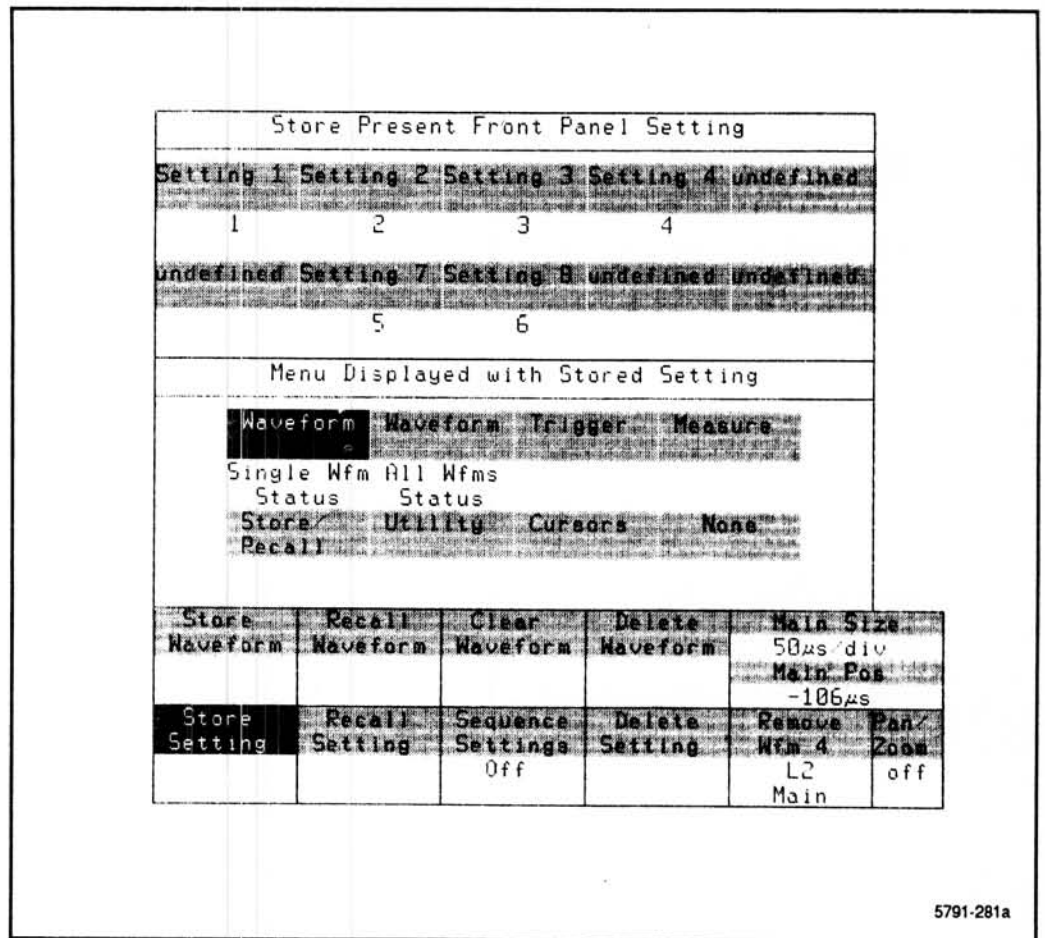 Store Present Front Panel Setting
Setting 1 Setting 2 Setting 3 Setting 4 undefined
1 2 3 4
undefined Setting 7 Setting 8 undefined undefined
5 6
Menu Displayed with Stored Setting
Waveform Waveform Trigger Measure
Single Wfm All Wfms
Status Status
Store/ Utility Cursors None
Recall
Store Recall Clear Delete Main Size
Waveform Waveform Waveform Waveform 50µs/div
Main Pos
-106µs
Store Recall Sequence Delete Remove Pan/
Setting Setting Settings Setting Wfm 4 Zoom
Off L2 off
Main
5791-281a